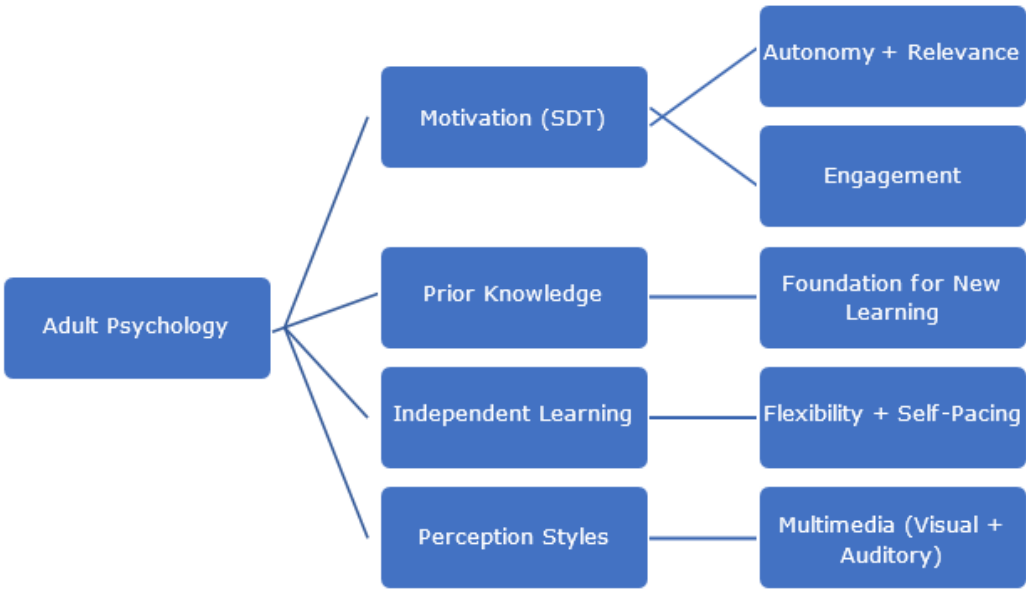 Adult Psychology
Motivation (SDT)
Autonomy + Relevance
Engagement
Prior Knowledge
Foundation for New
Learning
Independent Learning
Flexibility + Self-Pacing
Perception Styles
Multimedia (Visual +
Auditory)